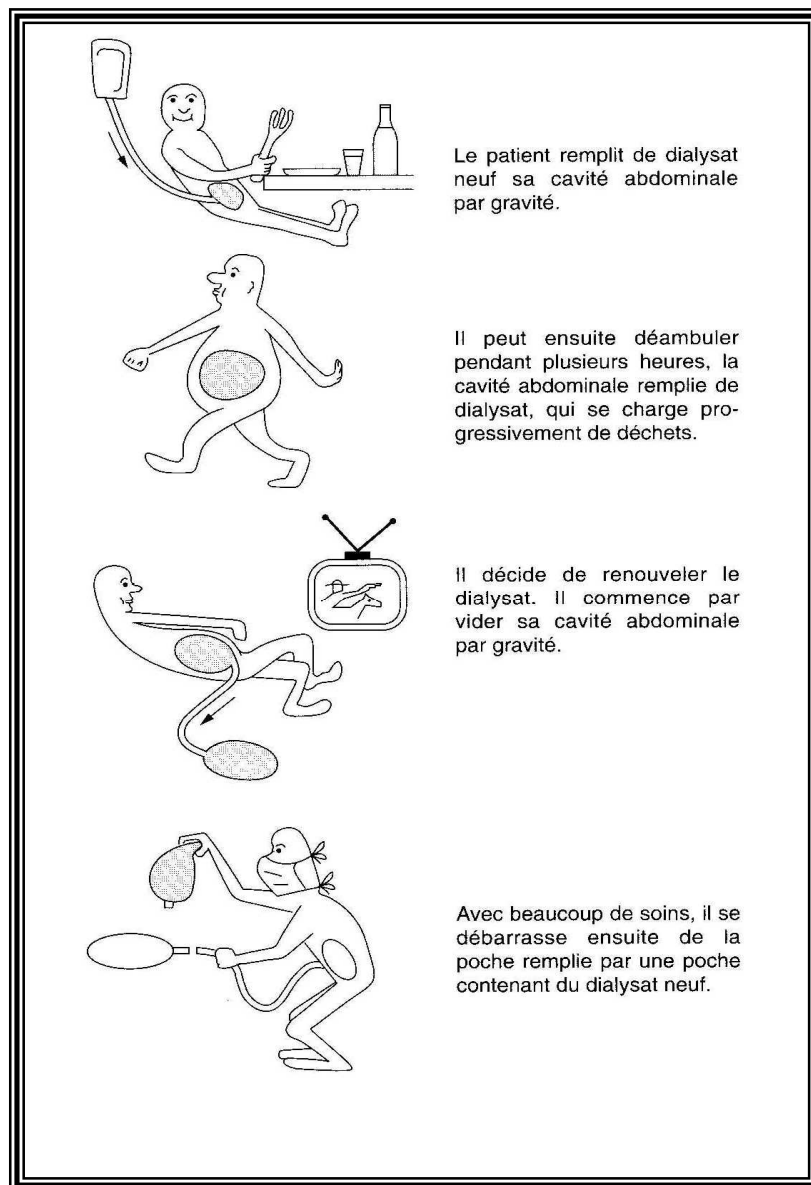 Le patient remplit de dialysat
neuf sa cavité abdominale
par gravité.
Il peut ensuite déambuler
pendant plusieurs heures, la
cavité abdominale remplie de
dialysat, qui se charge pro-
gressivement de déchets.
Il décide de renouveler le
dialysat. Il commence par
vider sa cavité abdominale
par gravité.
Avec beaucoup de soins, il se
débarrasse ensuite de la
poche remplie par une poche
contenant du dialysat neuf.